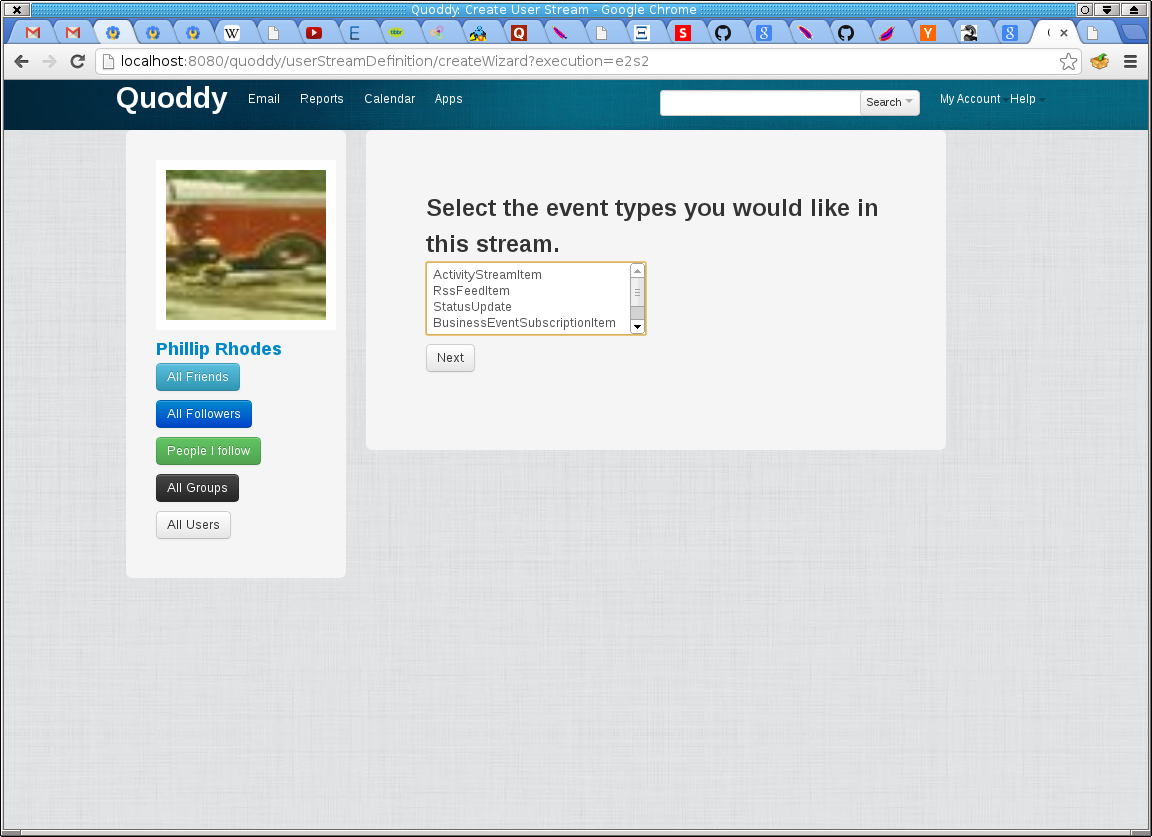 Quoddy: Create User Stream - Google Chrome
localhost:8080/quoddy/userStreamDefinition/createWizard?execution=e2s2
Quoddy Email Reports Calendar Apps Search My Account Help
Select the event types you would like in
this stream.
ActivityStreamItem
RssFeedItem
StatusUpdate
BusinessEventSubscriptionItem
Next
Phillip Rhodes
All Friends
All Followers
People I follow
All Groups
All Users